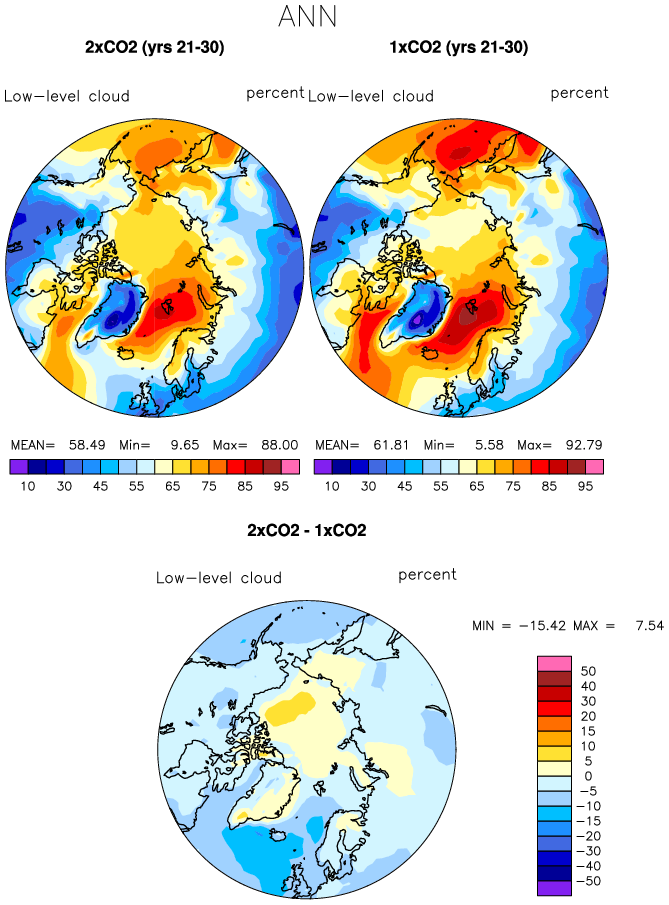 ANN
2xCO2 (yrs 21-30) 1xCO2 (yrs 21-30)
Low-level cloud percent Low-level cloud percent
MEAN= 58.49 Min= 9.65 Max= 88.00 MEAN= 61.81 Min= 5.58 Max= 92.79
10 30 45 55 65 75 85 95 10 30 45 55 65 75 85 95
2xCO2 - 1xCO2
Low-level cloud percent
MIN = -15.42 MAX = 7.54
50
40
30
20
15
10
5
0
-5
-10
-15
-20
-30
-40
-50